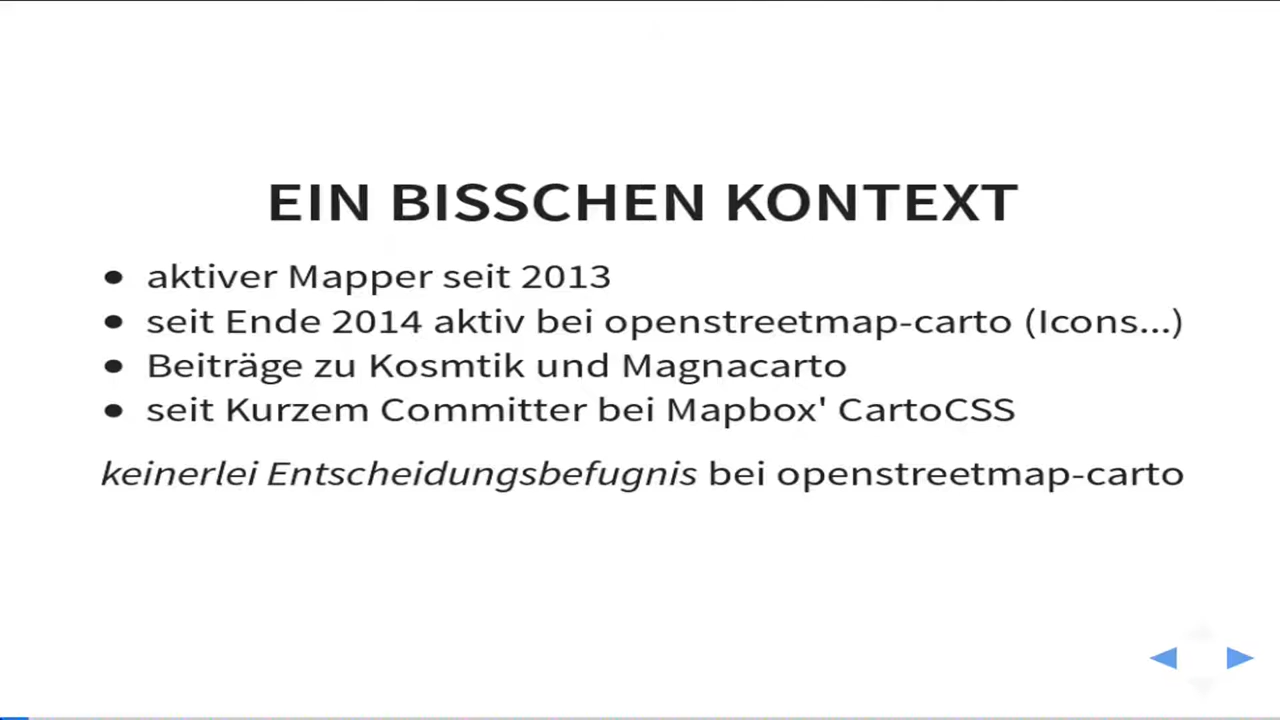 EIN BISSCHEN KONTEXT
• aktiver Mapper seit 2013
• seit Ende 2014 aktiv bei openstreetmap-carto (Icons...)
• Beiträge zu Kosmtik und Magnacarto
• seit Kurzem Committer bei Mapbox' CartoCSS
keinerlei Entscheidungsbefugnis bei openstreetmap-carto